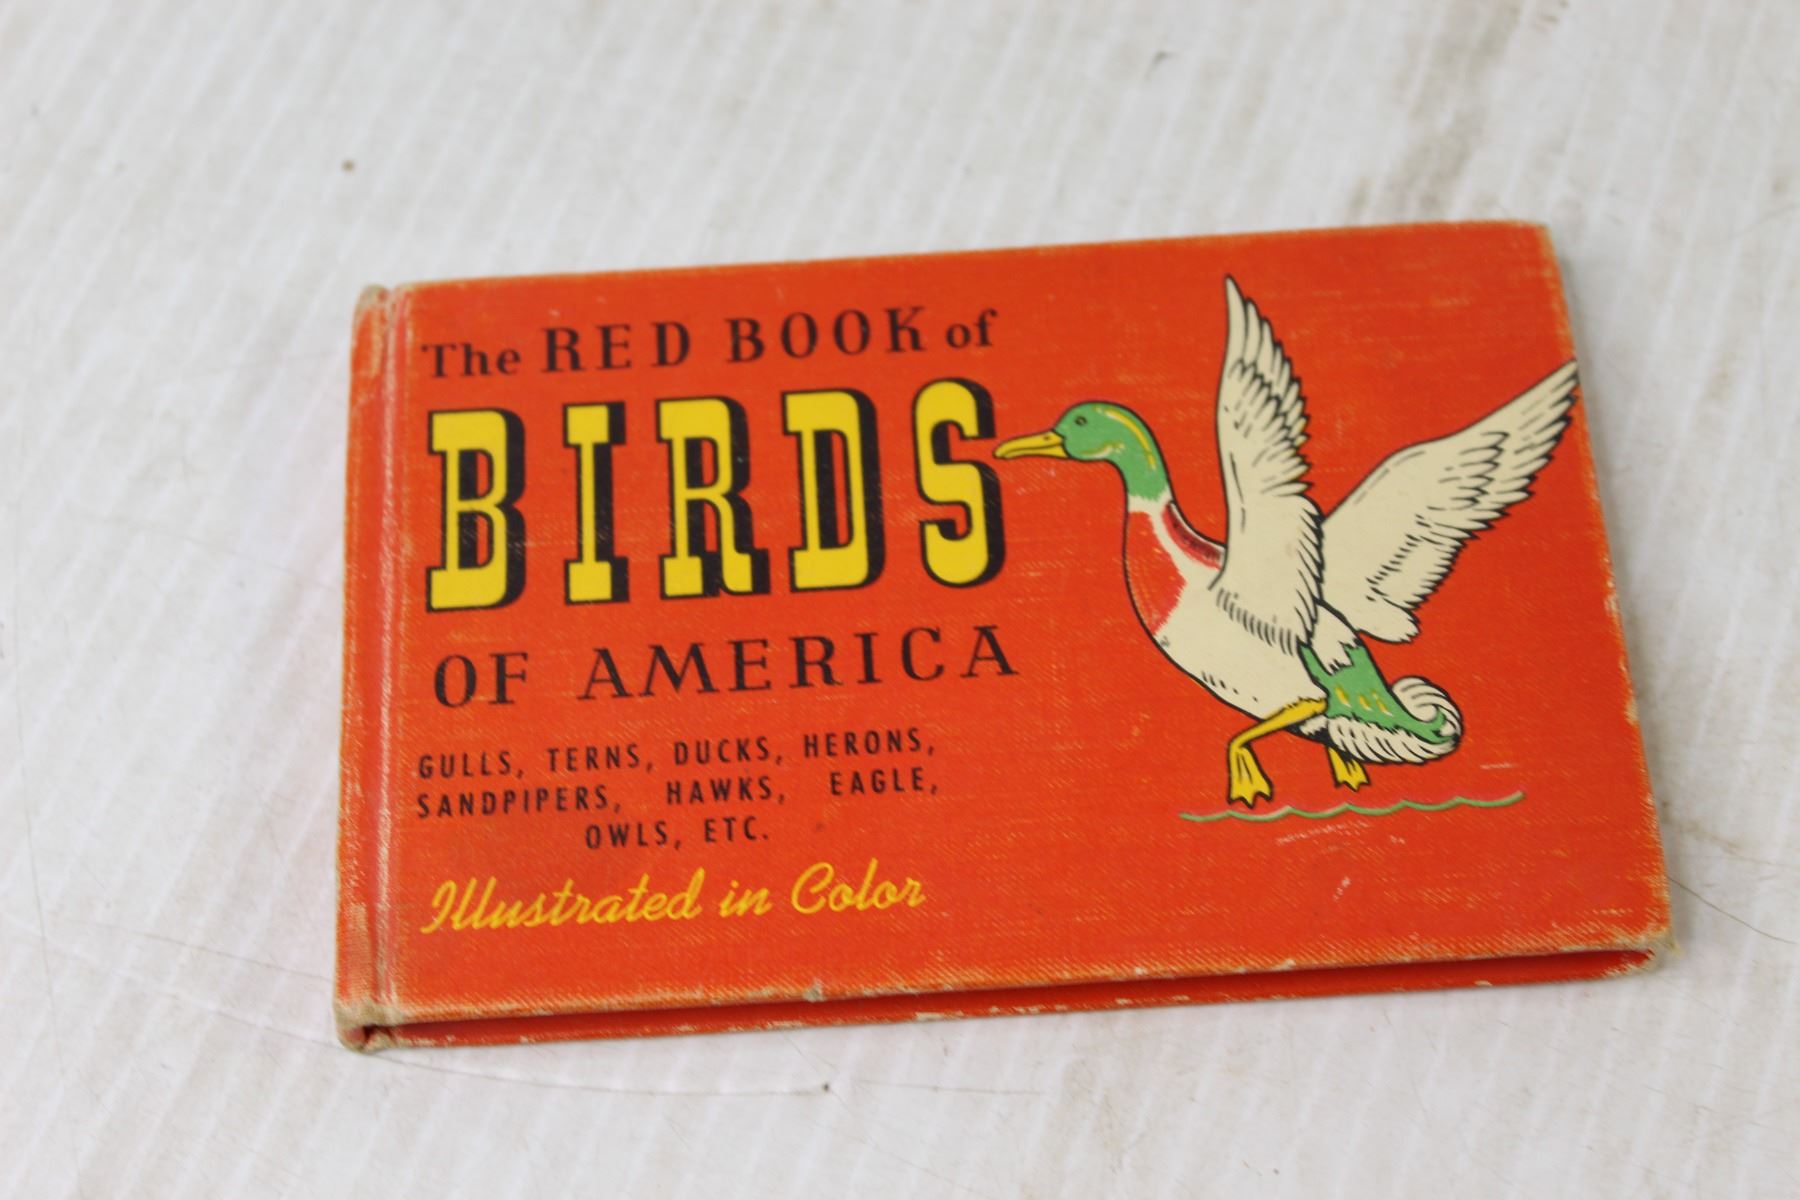 The RED BOOK of
BIRDS
OF AMERICA
GULLS, TERNS, DUCKS, HERONS,
SANDPIPERS, HAWKS, EAGLE,
OWLS, ETC.
Illustrated in Color